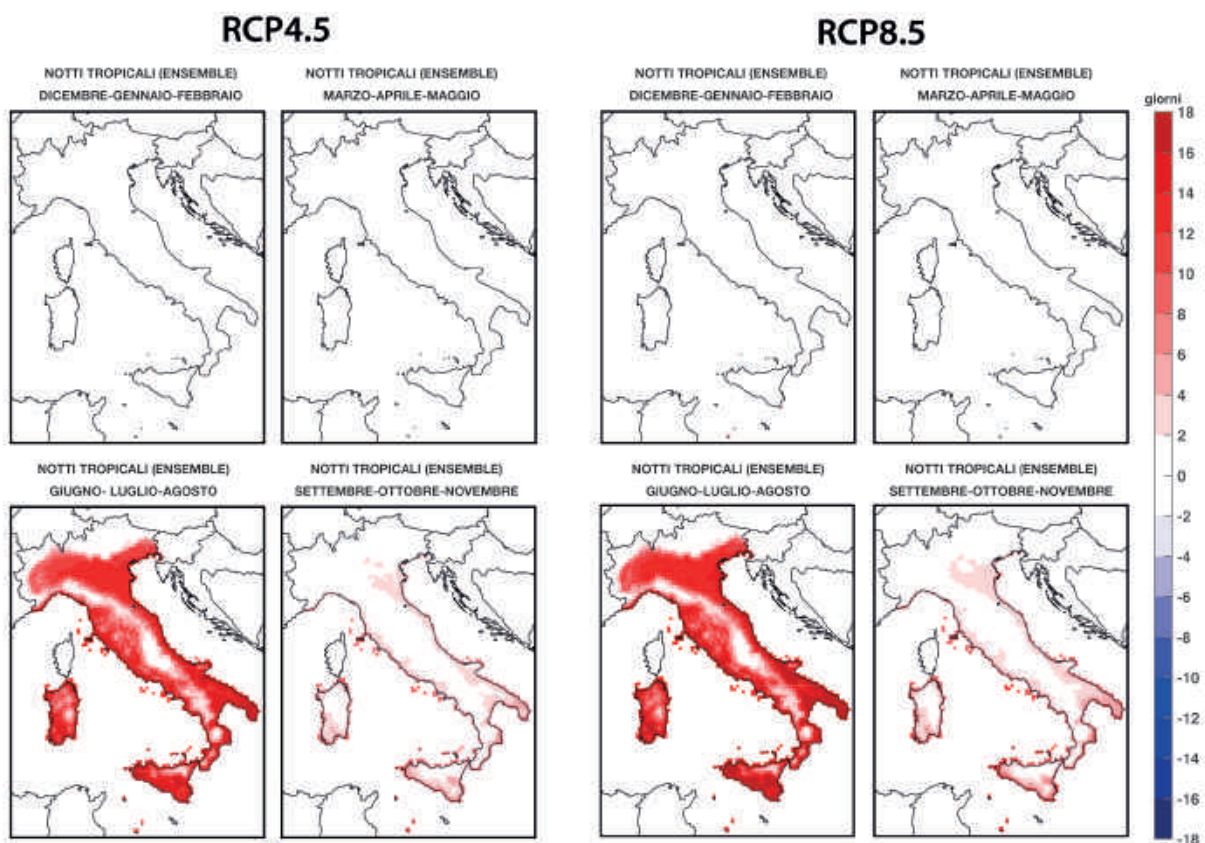 RCP4.5
RCP8.5
NOTTI TROPICALI (ENSEMBLE)
DICEMBRE-GENNAIO-FEBBRAIO
NOTTI TROPICALI (ENSEMBLE)
MARZO-APRILE-MAGGIO
NOTTI TROPICALI (ENSEMBLE)
DICEMBRE-GENNAIO-FEBBRAIO
NOTTI TROPICALI (ENSEMBLE)
MARZO-APRILE-MAGGIO
NOTTI TROPICALI (ENSEMBLE)
GIUGNO- LUGLIO-AGOSTO
NOTTI TROPICALI (ENSEMBLE)
SETTEMBRE-OTTOBRE-NOVEMBRE
NOTTI TROPICALI (ENSEMBLE)
GIUGNO-LUGLIO-AGOSTO
NOTTI TROPICALI (ENSEMBLE)
SETTEMBRE-OTTOBRE-NOVEMBRE
giorni
18
16
14
12
10
8
6
4
2
0
-2
-4
-6
-8
-10
-12
-14
-16
-18